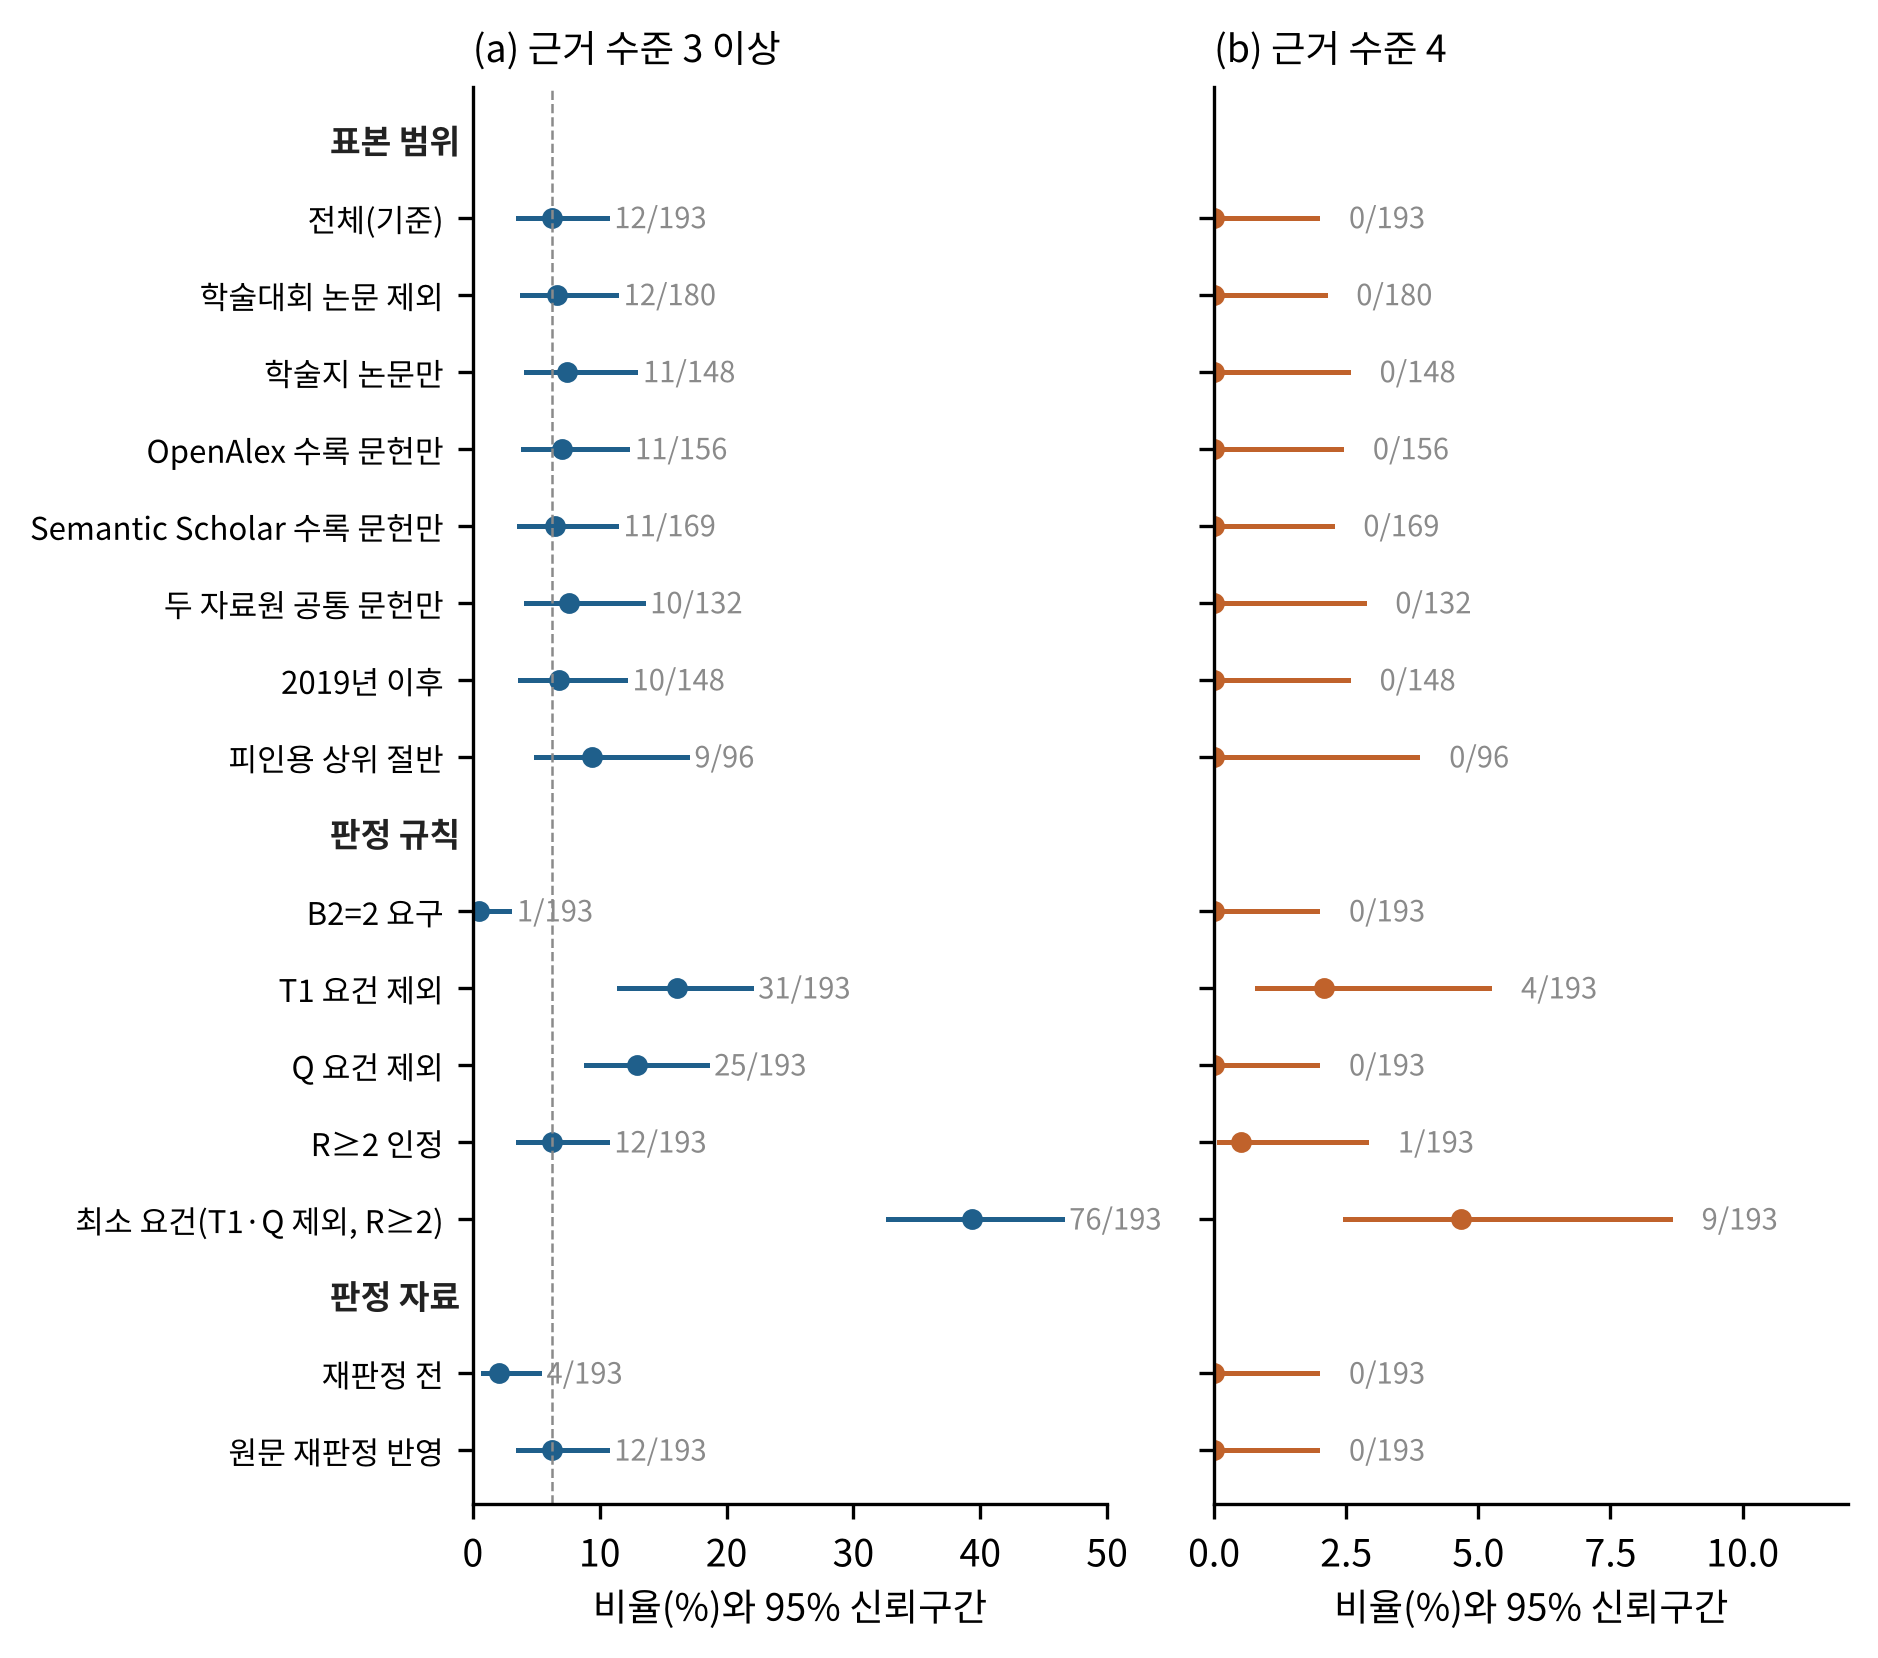 (a) 근거 수준 3 이상
(b) 근거 수준 4
표본 범위
전체(기준) 12/193 0/193
학술대회 논문 제외 12/180 0/180
학술지 논문만 11/148 0/148
OpenAlex 수록 문헌만 11/156 0/156
Semantic Scholar 수록 문헌만 11/169 0/169
두 자료원 공통 문헌만 10/132 0/132
2019년 이후 10/148 0/148
피인용 상위 절반 9/96 0/96
판정 규칙
B2=2 요구 1/193 0/193
T1 요건 제외 31/193 4/193
Q 요건 제외 25/193 0/193
R≥2 인정 12/193 1/193
최소 요건(T1·Q 제외, R≥2) 76/193 9/193
판정 자료
재판정 전 4/193 0/193
원문 재판정 반영 12/193 0/193
0 10 20 30 40 50
0.0 2.5 5.0 7.5 10.0
비율(%)와 95% 신뢰구간
비율(%)와 95% 신뢰구간